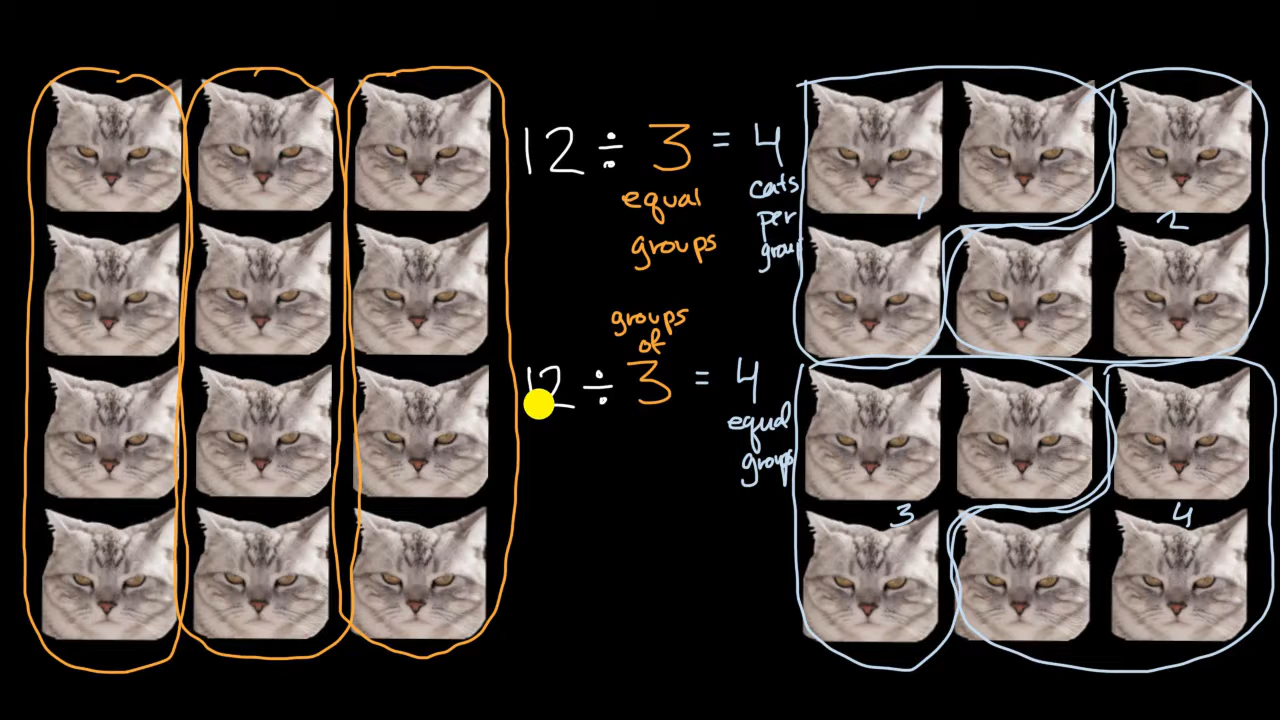 12 ÷ 3 = 4
equal
groups
cats
per
group
groups
of
12 ÷ 3 = 4
equal
groups
1
2
3
4